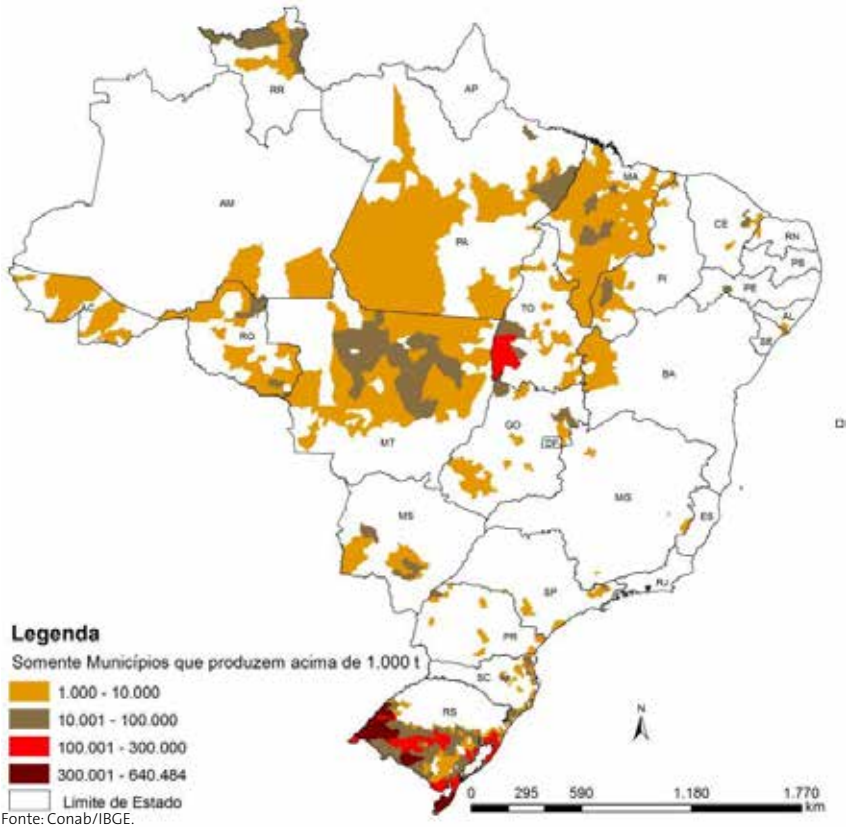 RR
AP
AM
PA
MA
CE
RN
PB
PE
PI
AL
SE
AC
RO
TO
BA
MT
GO
DF
MG
ES
MS
SP
RJ
PR
SC
RS
N
Legenda
Somente Municípios que produzem acima de 1.000 t
1.000 - 10.000
10.001 - 100.000
100.001 - 300.000
300.001 - 640.484
Limite de Estado
0 295 590 1.180 1.770
km
Fonte: Conab/IBGE.